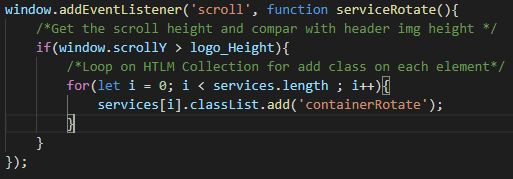 window.addEventListener('scroll', function serviceRotate(){
/*Get the scroll height and compar with header img height */
if(window.scrollY > logo_Height){
/*Loop on HTLM Collection for add class on each element*/
for(let i = 0; i < services.length ; i++){
services[i].classList.add('containerRotate');
}
}
});